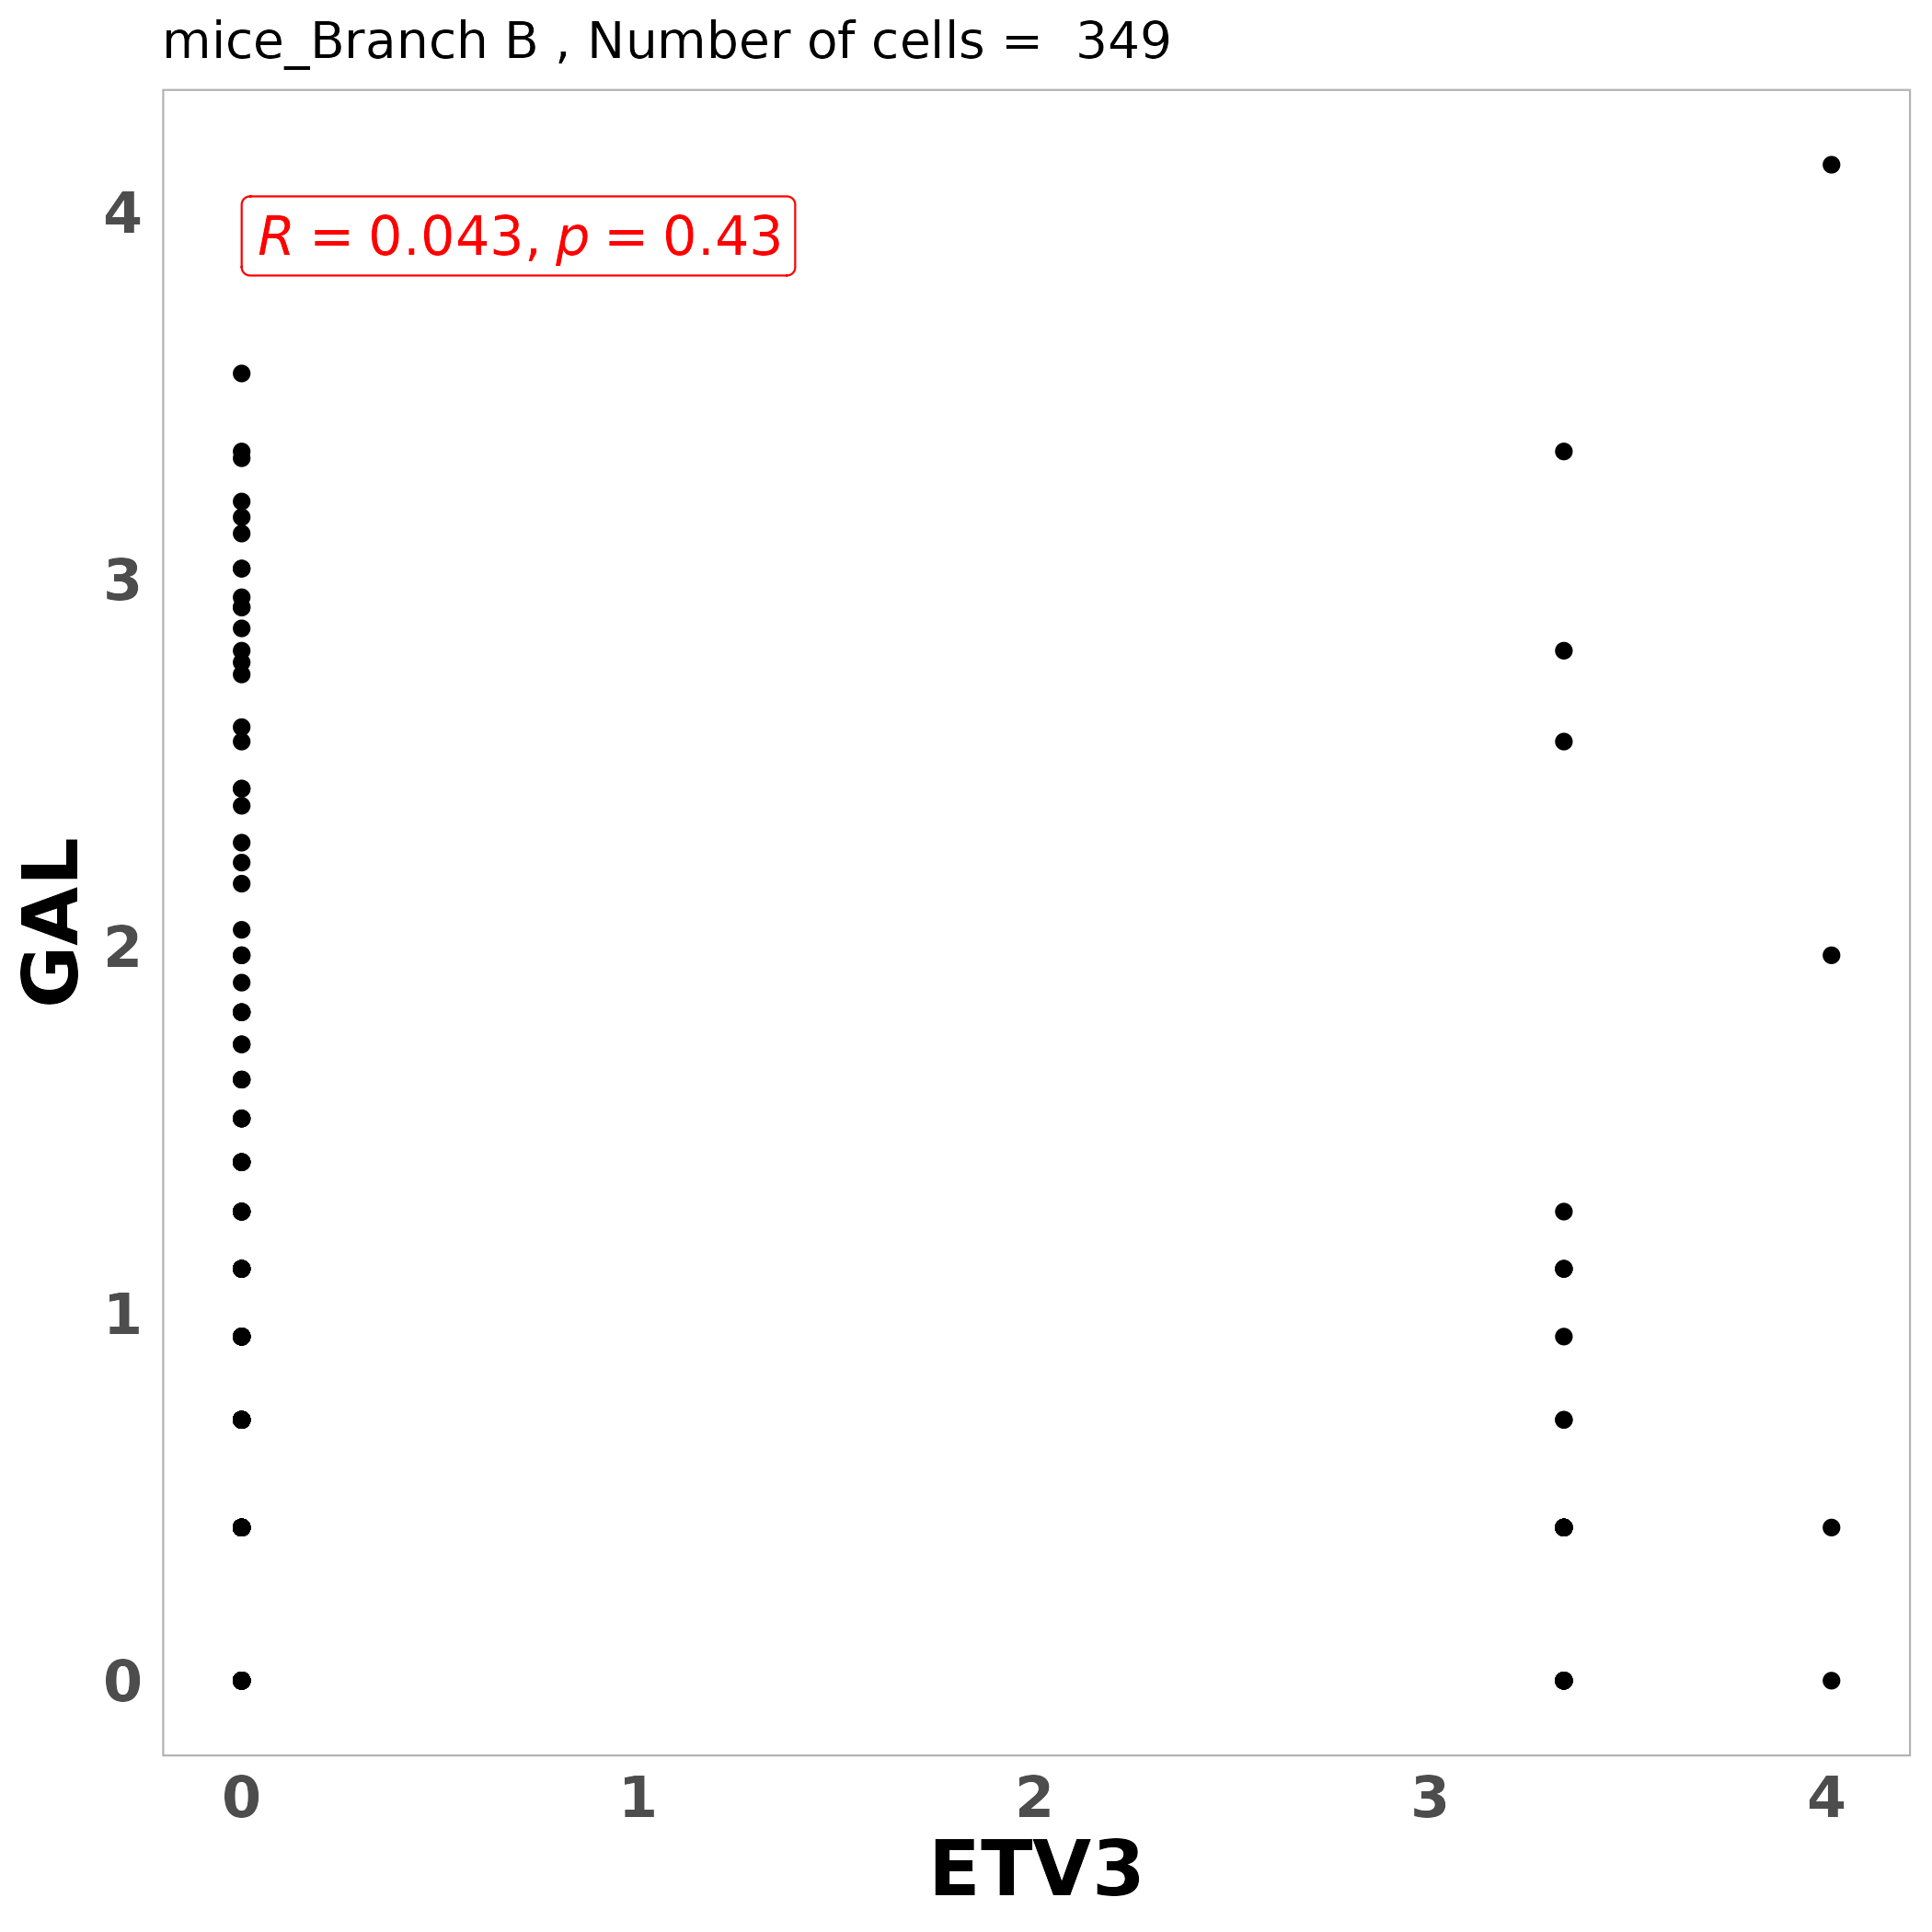 mice_Branch B , Number of cells = 349
R = 0.043, p = 0.43
GAL
4
3
2
1
0
0 1 2 3 4
ETV3